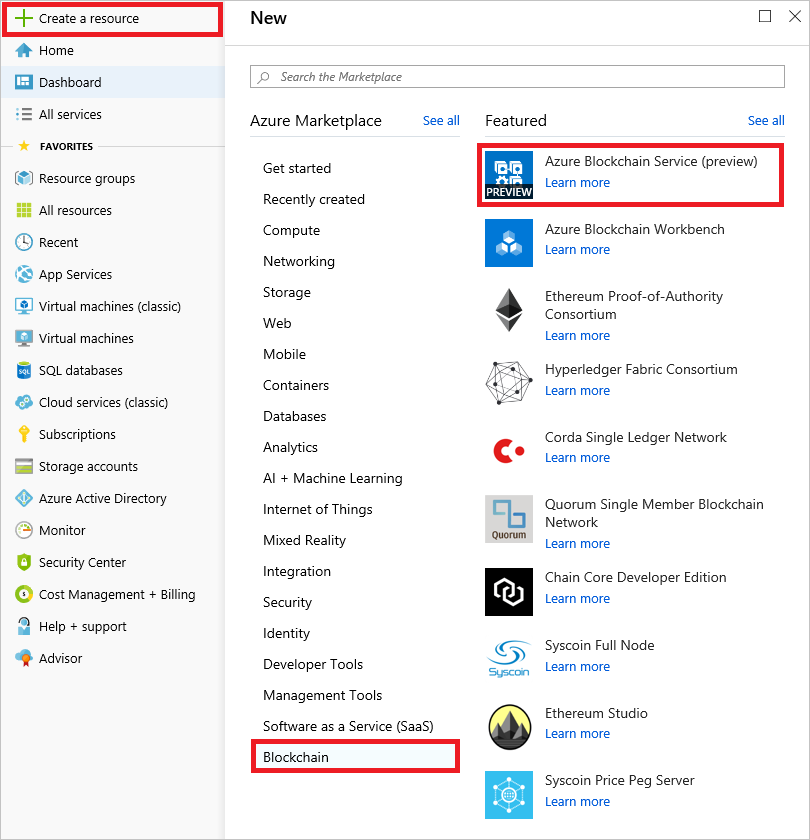 Create a resource
Home
Dashboard
All services
FAVORITES
Resource groups
All resources
Recent
App Services
Virtual machines (classic)
Virtual machines
SQL
SQL databases
Cloud services (classic)
Subscriptions
Storage accounts
Azure Active Directory
Monitor
Security Center
Cost Management + Billing
Help + support
Advisor
New
Search the Marketplace
Azure Marketplace
See all
Get started
Recently created
Compute
Networking
Storage
Web
Mobile
Containers
Databases
Analytics
AI + Machine Learning
Internet of Things
Mixed Reality
Integration
Security
Identity
Developer Tools
Management Tools
Software as a Service (SaaS)
Blockchain
Featured
See all
PREVIEW
Azure Blockchain Service (preview)
Learn more
Azure Blockchain Workbench
Learn more
Ethereum Proof-of-Authority
Consortium
Learn more
Hyperledger Fabric Consortium
Learn more
Corda Single Ledger Network
Learn more
Quorum
Quorum Single Member Blockchain
Network
Learn more
Chain Core Developer Edition
Learn more
Syscoin
Syscoin Full Node
Learn more
Ethereum Studio
Learn more
Syscoin Price Peg Server
Learn more